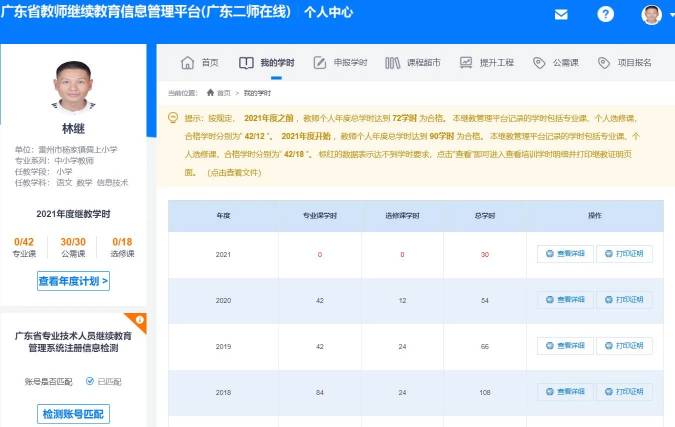 广东省教师继续教育信息管理平台(广东二师在线) 个人中心
首页 我的学时 申报学时 课程超市 提升工程 公需课 项目报名
当前位置： 首页 > 我的学时
林继
单位：雷州市杨家镇佩上小学
专业系列：中小学教师
任教学段：小学
任教学科：语文 数学 信息技术
2021年度继教学时
0/42 30/30 0/18
专业课 公需课 选修课
查看年度计划 >
广东省专业技术人员继续教育
管理系统注册信息检测
账号是否匹配 已匹配
检测账号匹配
提示：按规定， 2021年度之前，教师个人年度总学时达到 72学时 为合格。本继教管理平台记录的学时包括专业课、个人选修课，
合格学时分别为“ 42/12 ”。 2021年度开始，教师个人年度总学时达到 90学时 为合格。本继教管理平台记录的学时包括专业课、个
人选修课，合格学时分别为“ 42/18 ”。 标红的数据表示达不到学时要求，点击“查看”即可进入查看培训学时明细并打印继教证明页
面。 （点击查看文件）
年度 专业课学时 选修课学时 总学时 操作
2021 0 0 30 查看详细 打印证明
2020 42 12 54 查看详细 打印证明
2019 42 24 66 查看详细 打印证明
2018 84 24 108 查看详细 打印证明